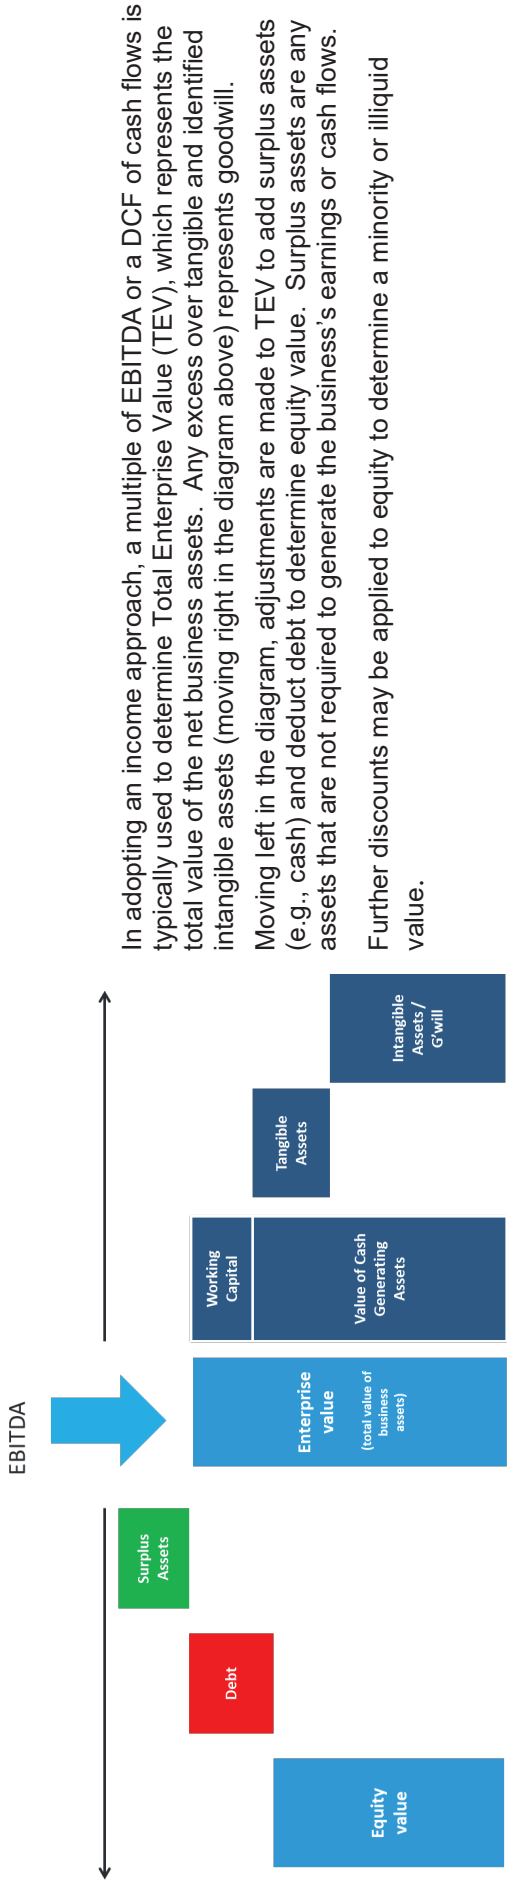 EBITDA
Equity
value
Debt
Surplus
Assets
Enterprise
value
(total value of
business
assets)
Working
Capital
Value of Cash
Generating
Assets
Tangible
Assets
Intangible
Assets /
G'will
In adopting an income approach, a multiple of EBITDA or a DCF of cash flows is
typically used to determine Total Enterprise Value (TEV), which represents the
total value of the net business assets.  Any excess over tangible and identified
intangible assets (moving right in the diagram above) represents goodwill.
Moving left in the diagram, adjustments are made to TEV to add surplus assets
(e.g., cash) and deduct debt to determine equity value.  Surplus assets are any
assets that are not required to generate the business's earnings or cash flows.
Further discounts may be applied to equity to determine a minority or illiquid
value.